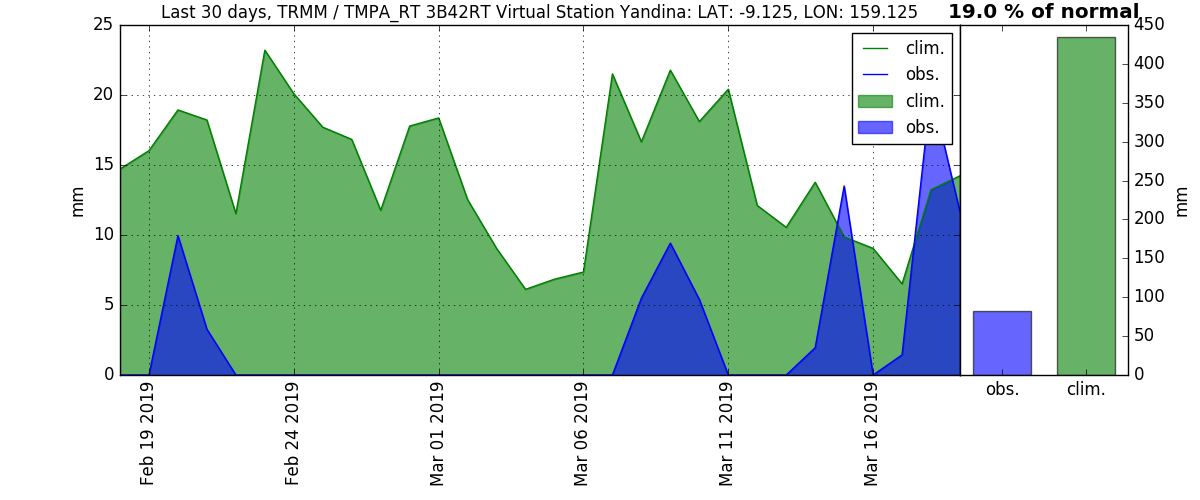 Last 30 days, TRMM / TMPA_RT 3B42RT Virtual Station Yandina: LAT: -9.125, LON: 159.125
19.0 % of normal
25
20
15
10
5
0
mm
clim.
obs.
clim.
obs.
Feb 19 2019
Feb 24 2019
Mar 01 2019
Mar 06 2019
Mar 11 2019
Mar 16 2019
450
400
350
300
250
200
150
100
50
0
mm
obs.
clim.